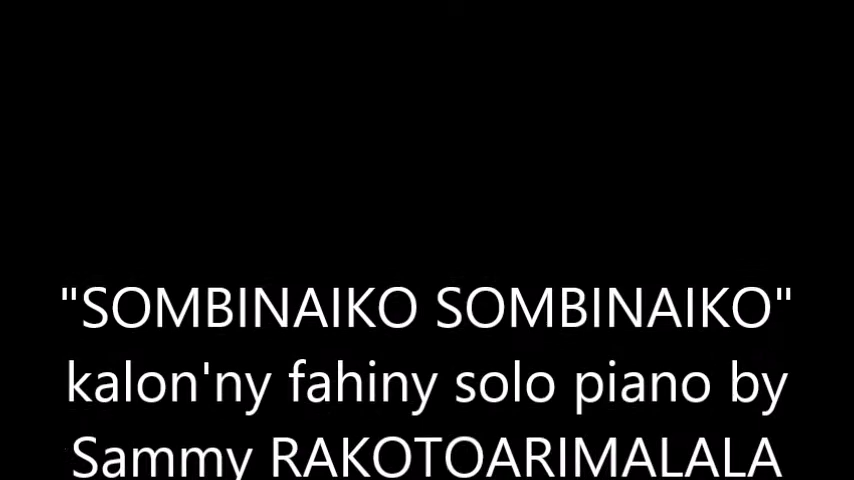 "SOMBINAIKO SOMBINAIKO"
kalon'ny fahiny solo piano by
Sammy RAKOTOARIMALALA